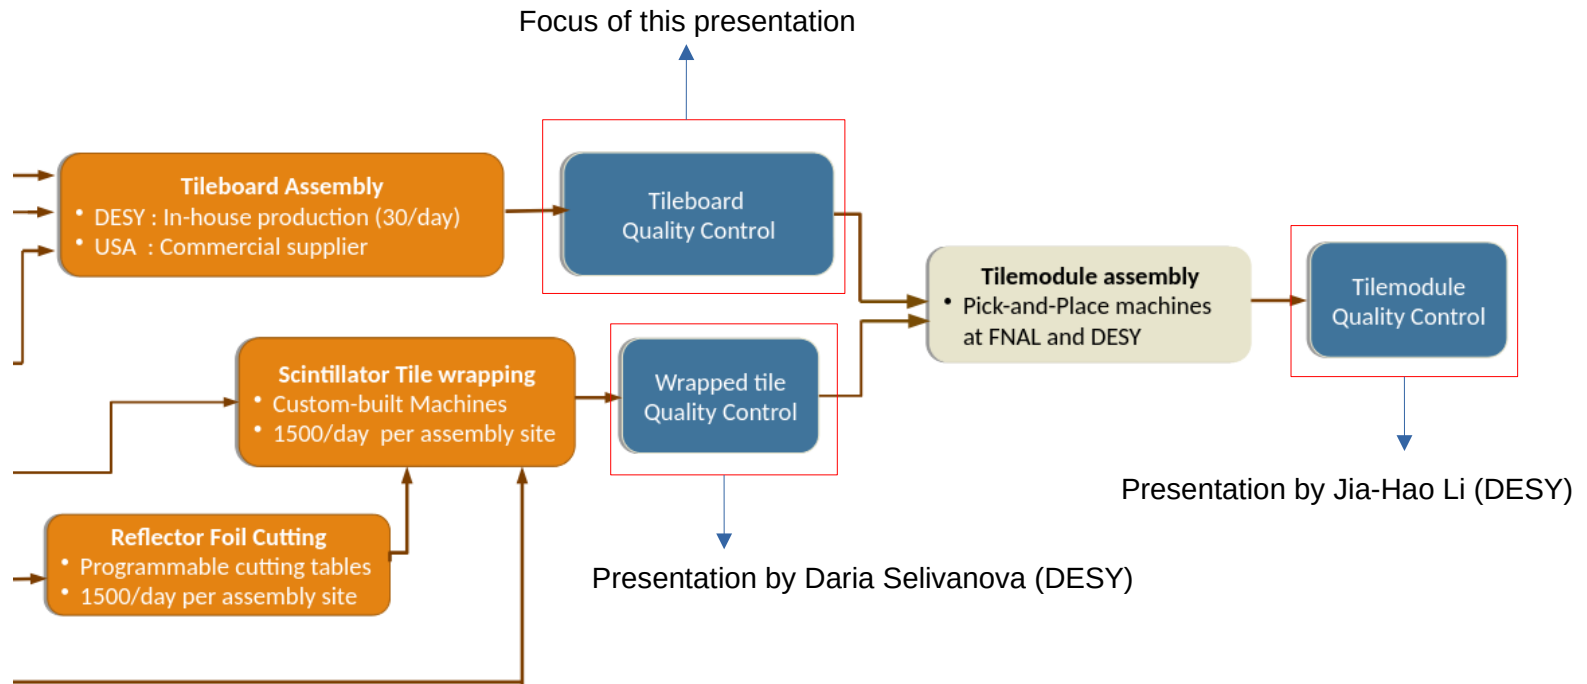 Focus of this presentation
Tileboard Assembly
• DESY : In-house production (30/day)
• USA : Commercial supplier
Tileboard
Quality Control
Tilemodule assembly
• Pick-and-Place machines
at FNAL and DESY
Tilemodule
Quality Control
Scintillator Tile wrapping
• Custom-built Machines
• 1500/day per assembly site
Wrapped tile
Quality Control
Presentation by Jia-Hao Li (DESY)
Reflector Foil Cutting
• Programmable cutting tables
• 1500/day per assembly site
Presentation by Daria Selivanova (DESY)